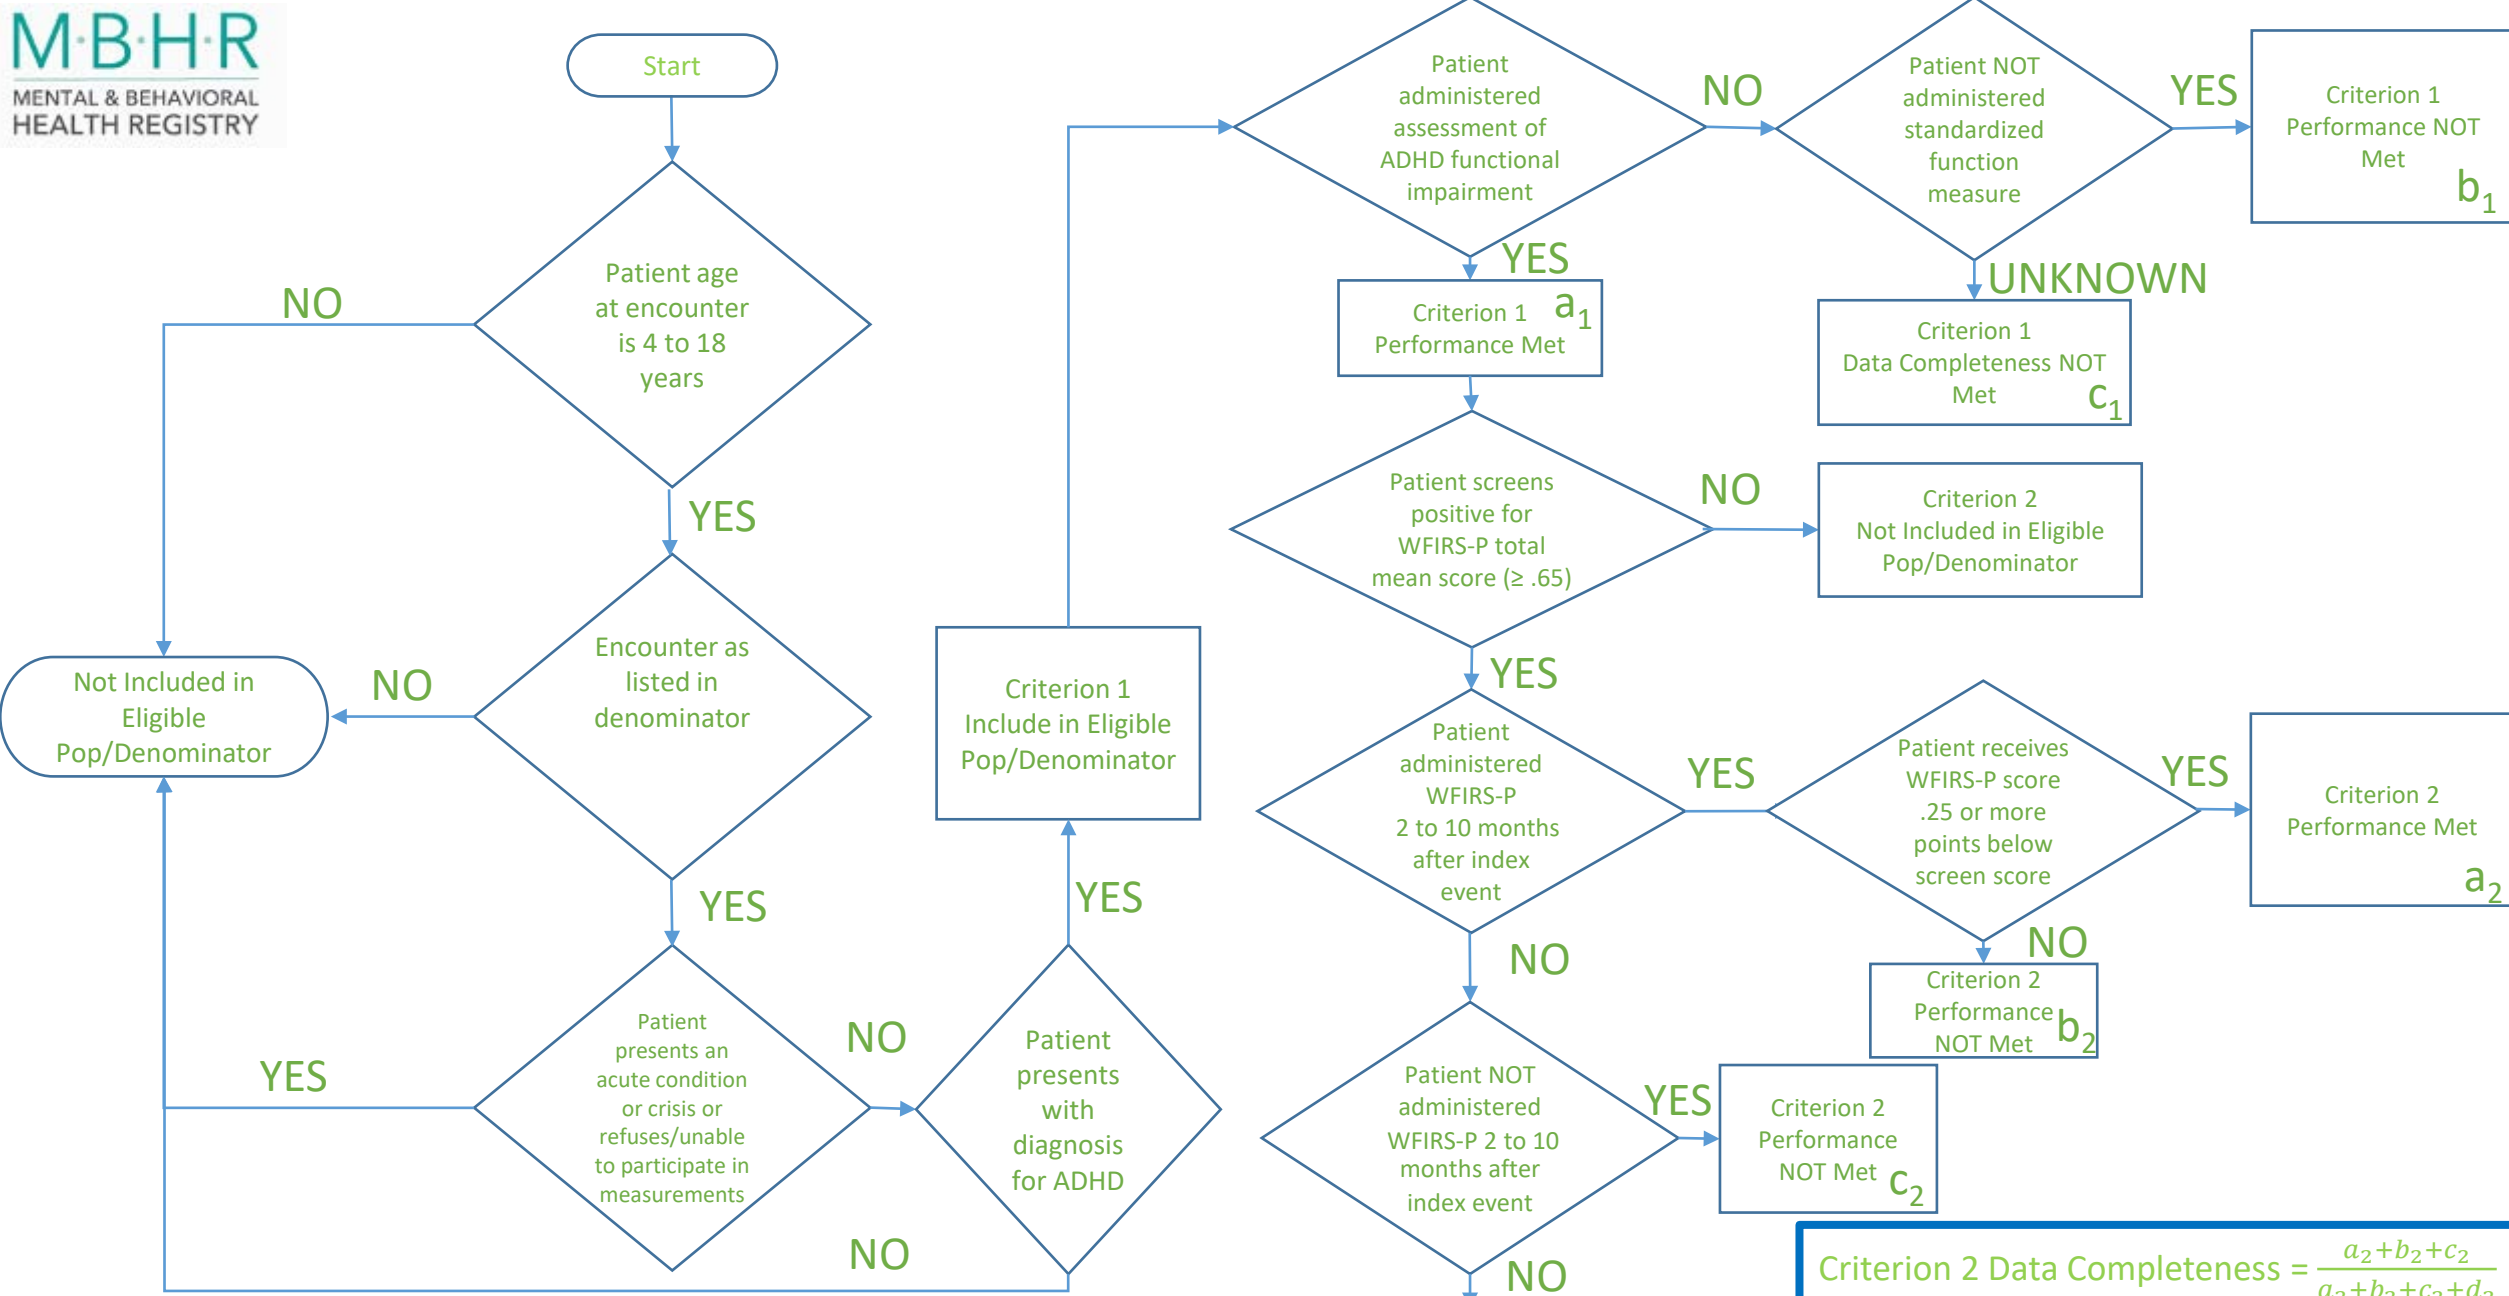 M·B·H·R
MENTAL & BEHAVIORAL
HEALTH REGISTRY
Start
Patient age
at encounter
is 4 to 18
years
NO
YES
Encounter as
listed in
denominator
NO
Not Included in
Eligible
Pop/Denominator
YES
Patient
presents an
acute condition
or crisis or
refuses/unable
to participate in
measurements
YES
NO
Patient
presents
with
diagnosis
for ADHD
NO
YES
Criterion 1
Include in Eligible
Pop/Denominator
Patient
administered
assessment of
ADHD functional
impairment
NO
Patient NOT
administered
standardized
function
measure
YES
Criterion 1
Performance NOT
Met
b₁
YES
Criterion 1
Performance Met
a₁
UNKNOWN
Criterion 1
Data Completeness NOT
Met
c₁
Patient screens
positive for
WFIRS-P total
mean score (≥ .65)
NO
Criterion 2
Not Included in Eligible
Pop/Denominator
YES
Patient
administered
WFIRS-P
2 to 10 months
after index
event
YES
Patient receives
WFIRS-P score
.25 or more
points below
screen score
YES
Criterion 2
Performance Met
a₂
NO
Criterion 2
Performance
NOT Met
b₂
NO
Patient NOT
administered
WFIRS-P 2 to 10
months after
index event
YES
Criterion 2
Performance
NOT Met
c₂
NO
Criterion 2 Data Completeness =
a₂+b₂+c₂
a₂+b₂+c₂+d₂